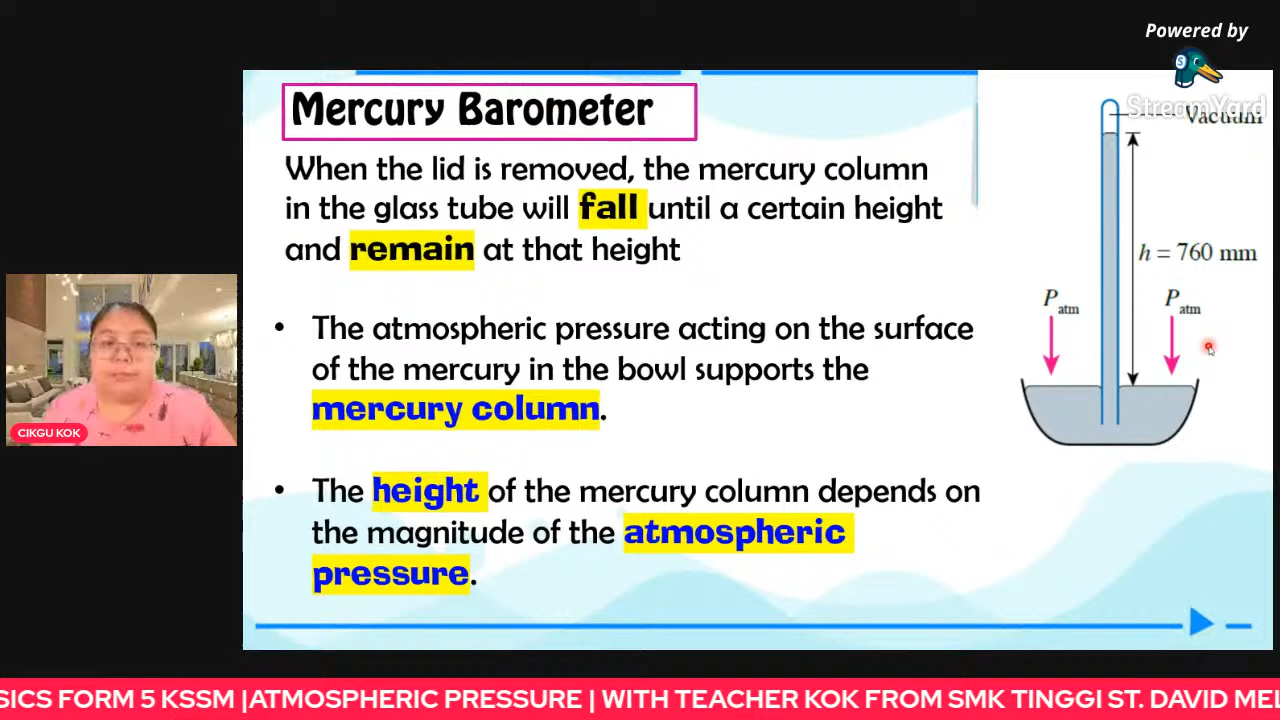 Powered by
StreamYard
Mercury Barometer
When the lid is removed, the mercury column
in the glass tube will fall until a certain height
and remain at that height
• The atmospheric pressure acting on the surface
of the mercury in the bowl supports the
mercury column.
• The height of the mercury column depends on
the magnitude of the atmospheric
pressure.
Vacuum
h = 760 mm
P atm
P atm
CIKGU KOK
SICS FORM 5 KSSM |ATMOSPHERIC PRESSURE | WITH TEACHER KOK FROM SMK TINGGI ST. DAVID MEL